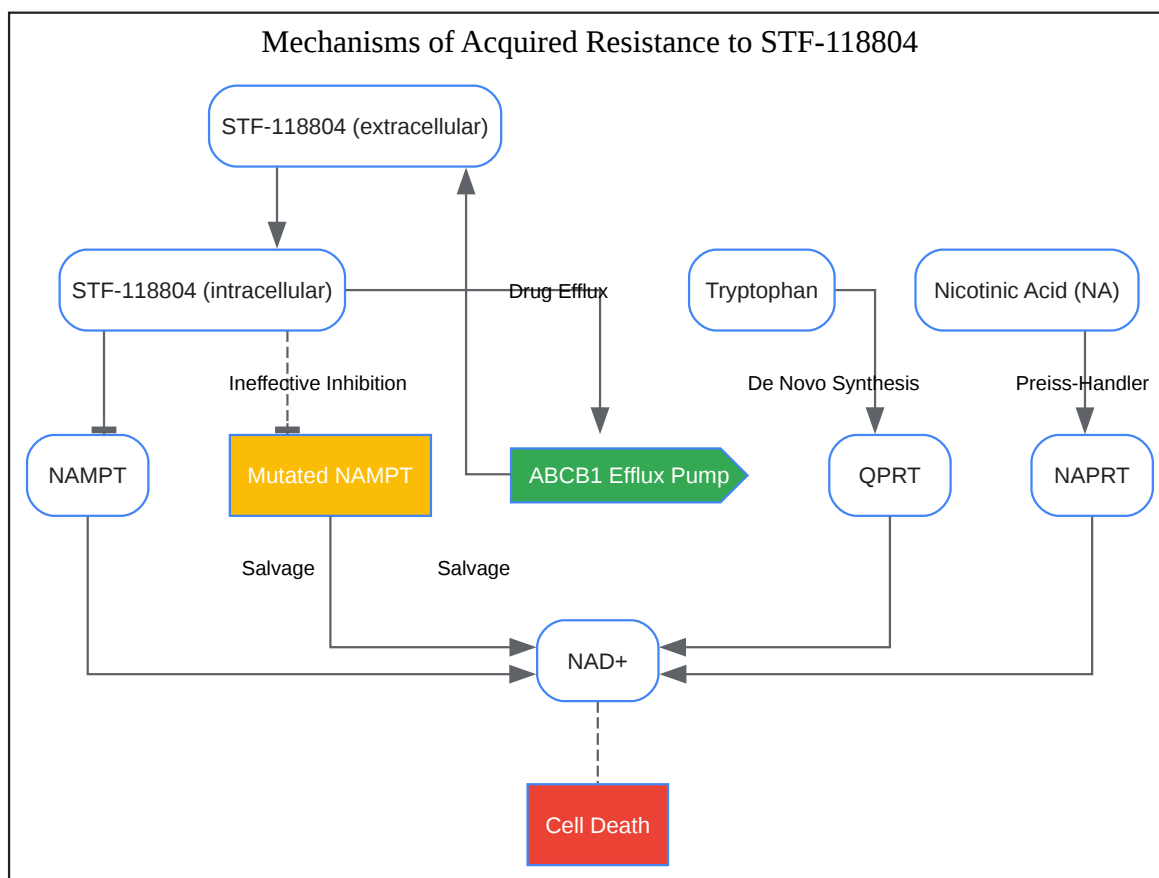 Mechanisms of Acquired Resistance to STF-118804
STF-118804 (extracellular)
STF-118804 (intracellular)
Drug Efflux
Tryptophan
Nicotinic Acid (NA)
Ineffective Inhibition
De Novo Synthesis
Preiss-Handler
NAMPT
Mutated NAMPT
ABCB1 Efflux Pump
QPRT
NAPRT
Salvage
Salvage
NAD+
Cell Death